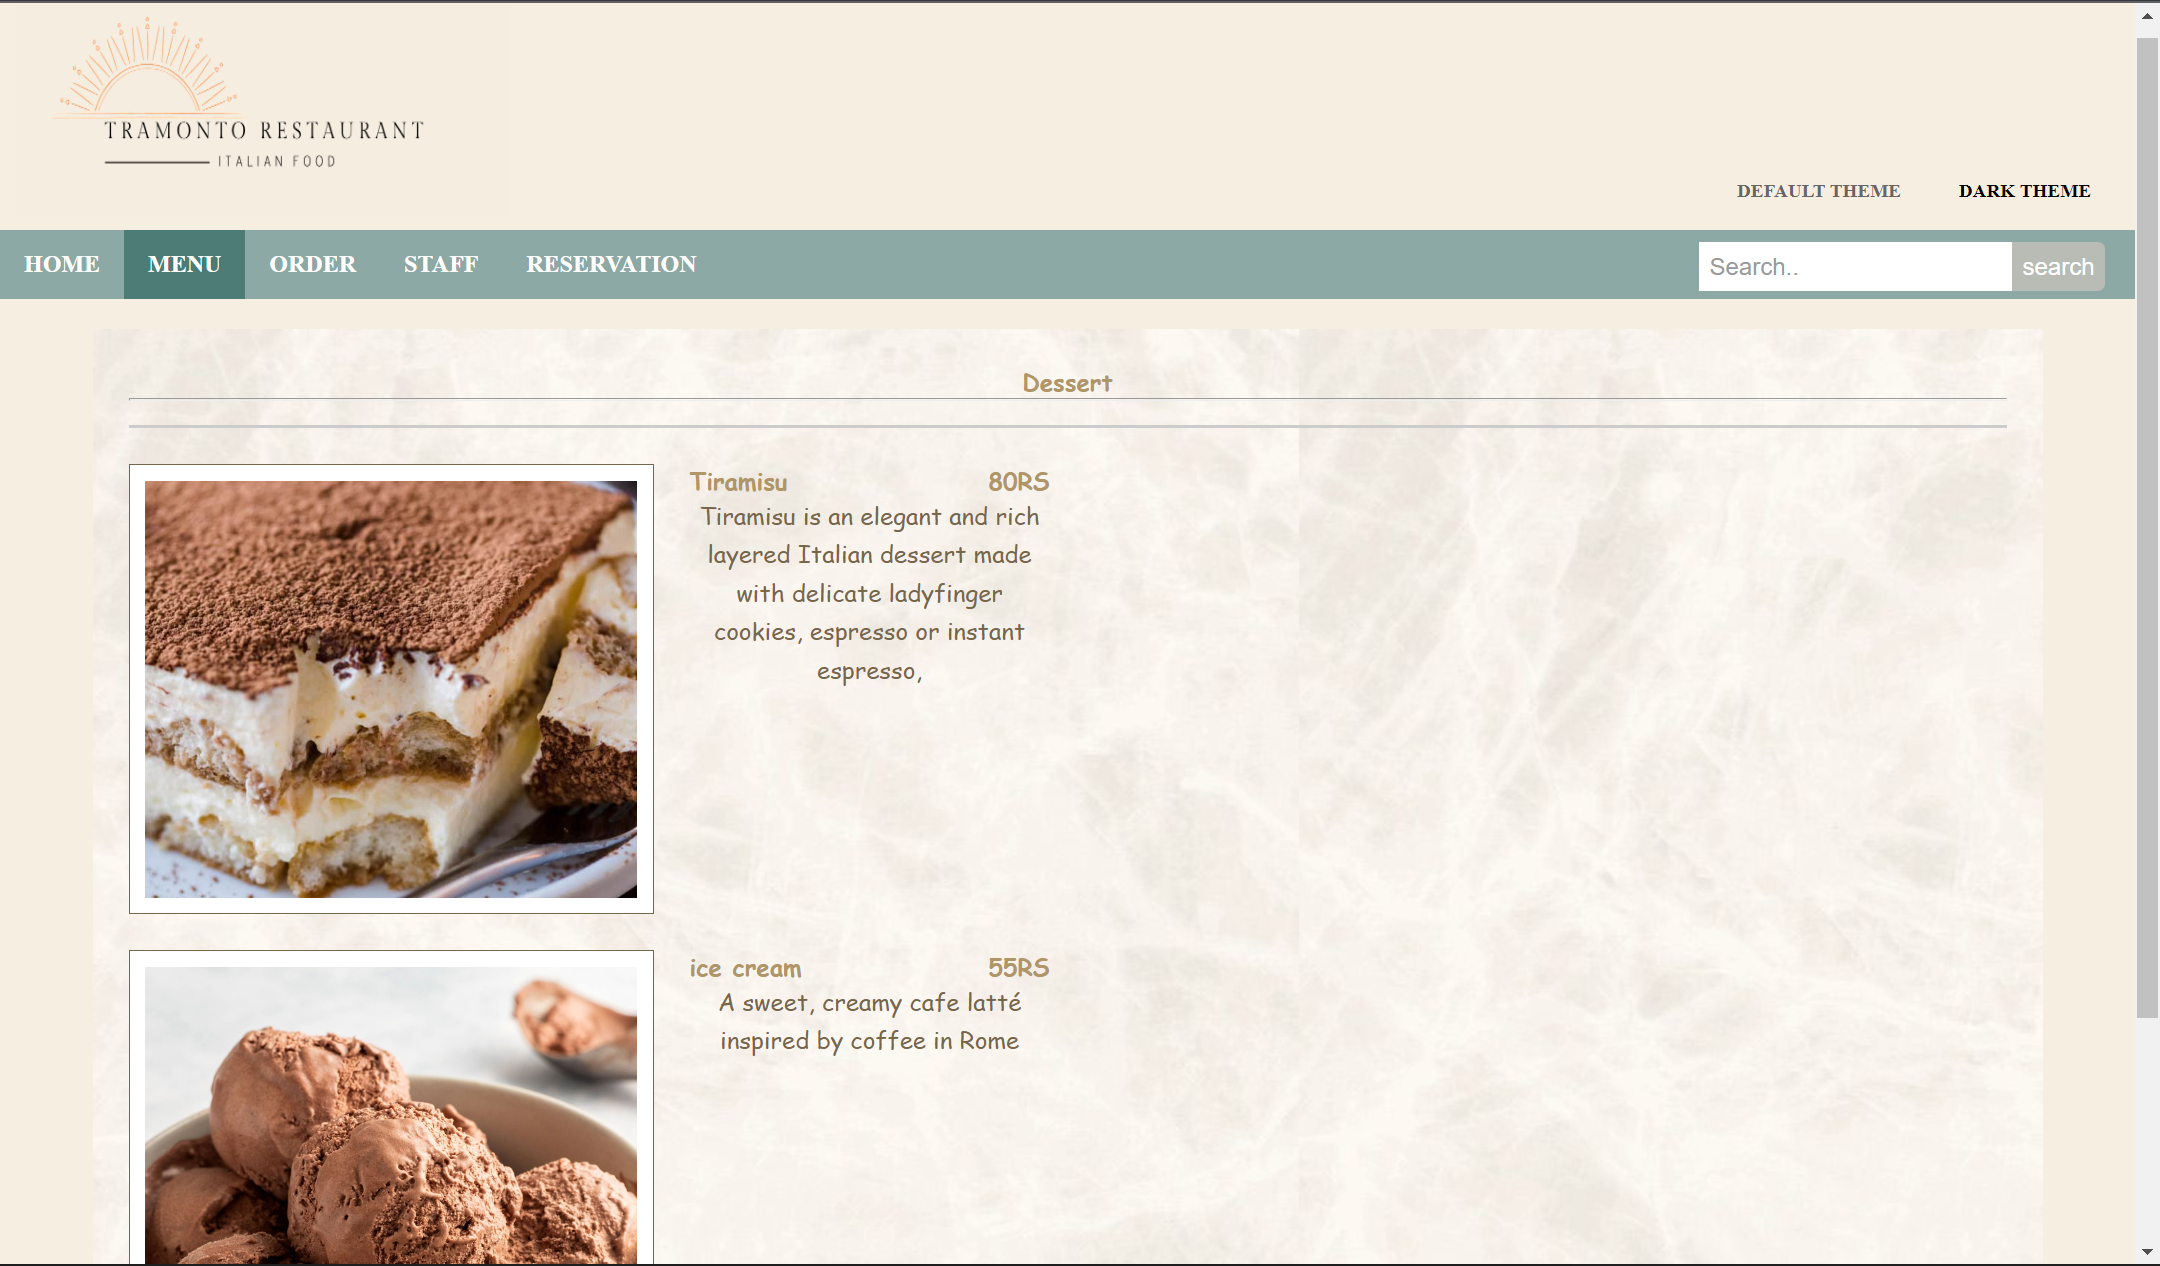 TRAMONTO RESTAURANT
ITALIAN FOOD
DEFAULT THEME DARK THEME
HOME MENU ORDER STAFF RESERVATION Search.. search
Dessert
Tiramisu 80RS
Tiramisu is an elegant and rich
layered Italian dessert made
with delicate ladyfinger
cookies, espresso or instant
espresso,
ice cream 55RS
A sweet, creamy cafe latté
inspired by coffee in Rome